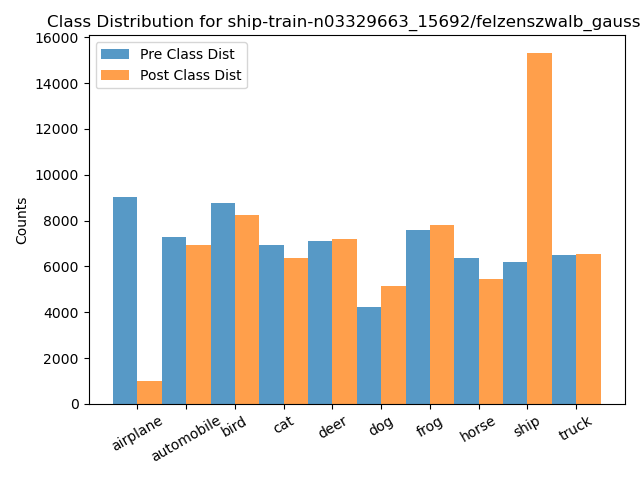 Class Distribution for ship-train-n03329663_15692/felzenszwalb_gauss
Pre Class Dist
Post Class Dist
Counts
16000
14000
12000
10000
8000
6000
4000
2000
0
airplane
automobile
bird
cat
deer
dog
frog
horse
ship
truck